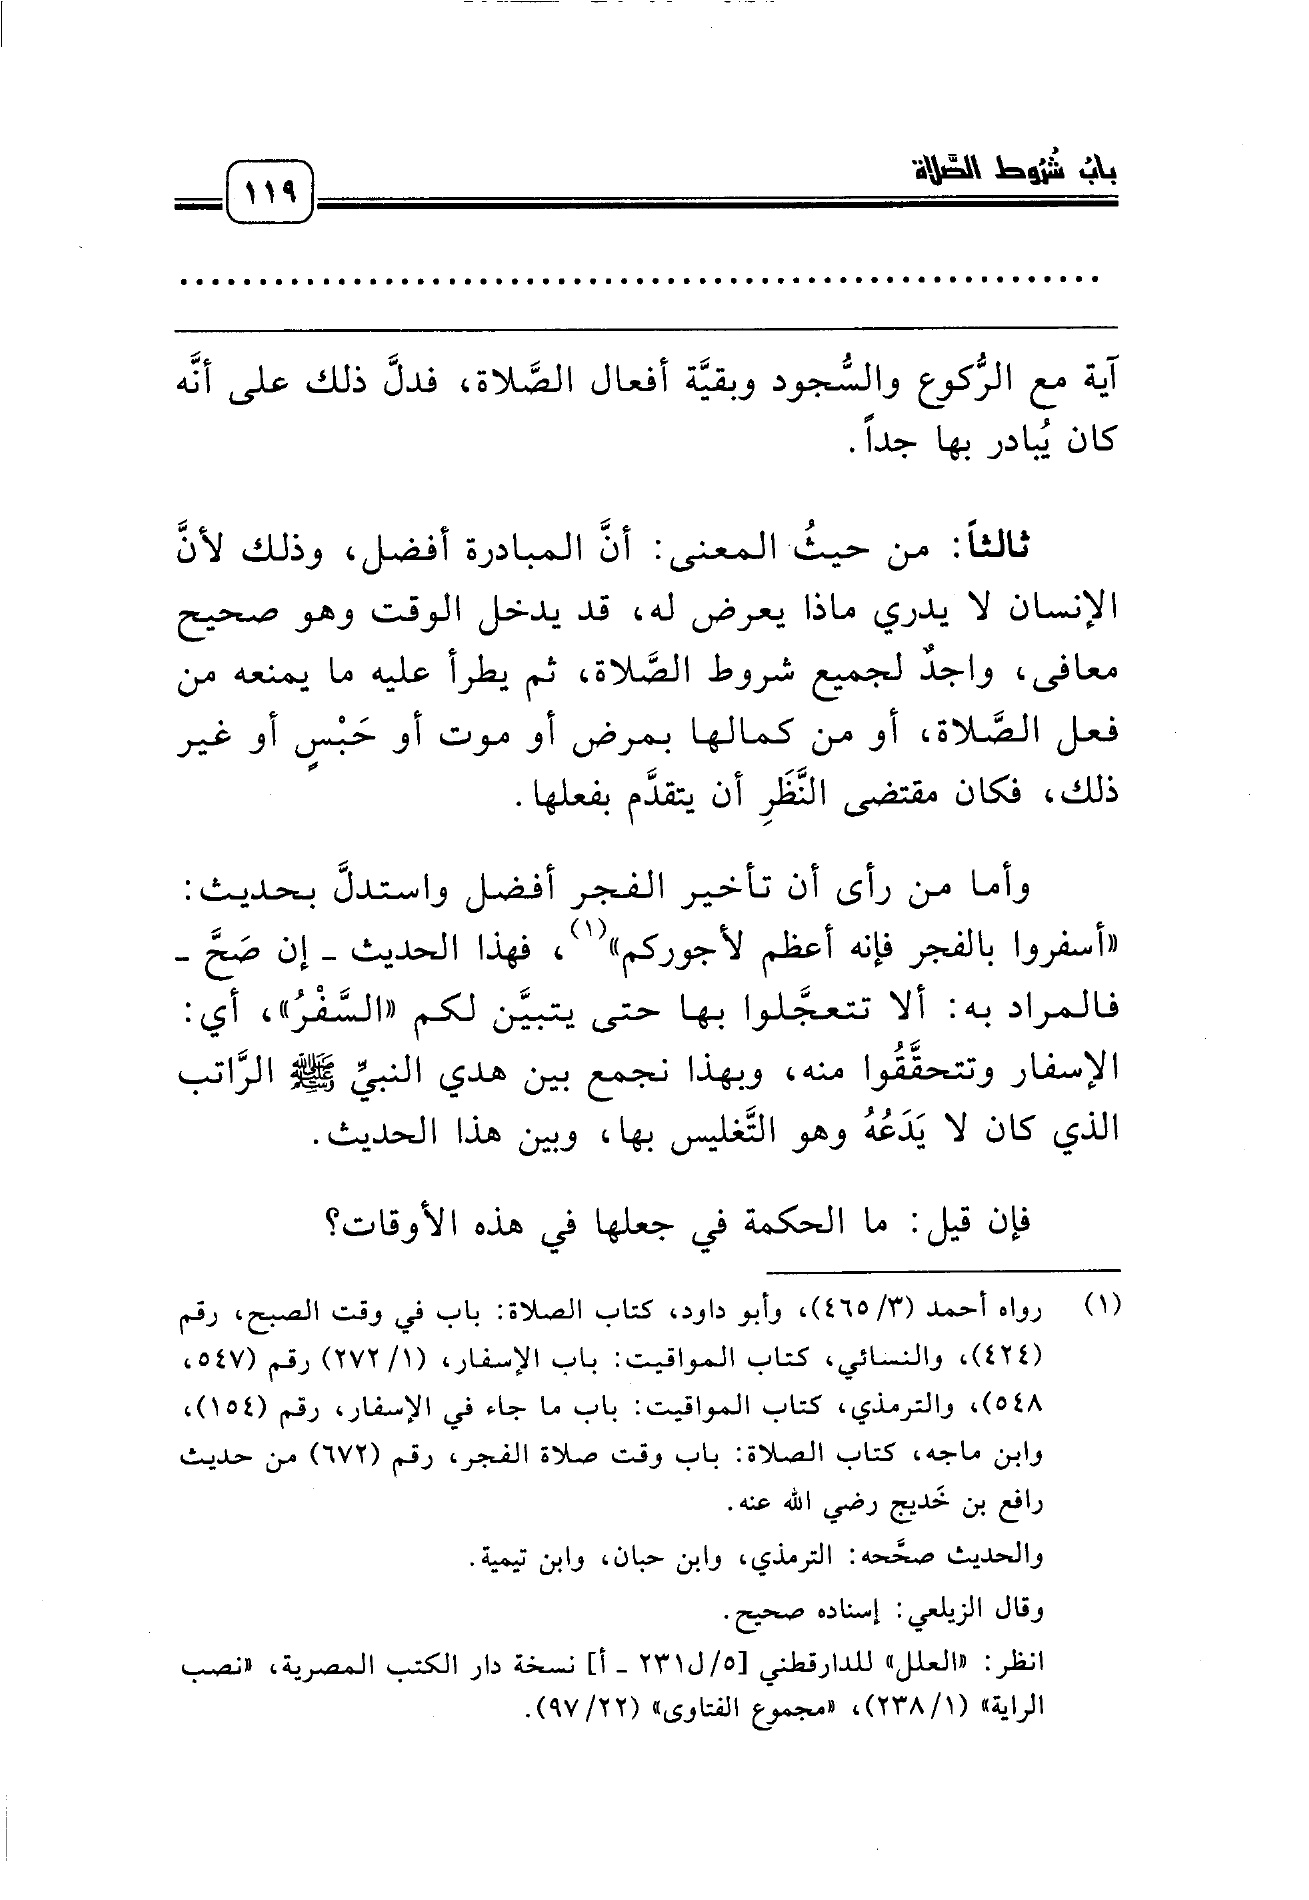 بابُ شُرُوط الصَّلاة
١١٩
آية مع الرُّكوع والسُّجود وبقيَّة أفعال الصَّلاة، فدلَّ ذلك على أنَّه
كان يُبادر بها جداً.
ثالثاً: من حيثُ المعنى: أنَّ المبادرة أفضل، وذلك لأنَّ
الإنسان لا يدري ماذا يعرض له، قد يدخل الوقت وهو صحيح
معافى، واجدٌ لجميع شروط الصَّلاة، ثم يطرأ عليه ما يمنعه من
فعل الصَّلاة، أو من كمالها بمرض أو موت أو حَبْسٍ أو غير
ذلك، فكان مقتضى النَّظَرِ أن يتقدَّم بفعلها.
وأما من رأى أن تأخير الفجر أفضل واستدلَّ بحديث:
«أسفروا بالفجر فإنه أعظم لأجوركم»(١)، فهذا الحديث ـ إن صَحَّ ـ
فالمراد به: ألا تتعجَّلوا بها حتى يتبيَّن لكم «السَّفْرُ»، أي:
الإسفار وتتحقَّقُوا منه، وبهذا نجمع بين هدي النبيِّ ﷺ الرَّاتب
الذي كان لا يَدَعُهُ وهو التَّغليس بها، وبين هذا الحديث.
فإن قيل: ما الحكمة في جعلها في هذه الأوقات؟
(١) رواه أحمد (٣/ ٤٦٥)، وأبو داود، كتاب الصلاة: باب في وقت الصبح، رقم
(٤٢٤)، والنسائي، كتاب المواقيت: باب الإسفار، (١/ ٢٧٢) رقم (٥٤٧،
٥٤٨)، والترمذي، كتاب المواقيت: باب ما جاء في الإسفار، رقم (١٥٤)،
وابن ماجه، كتاب الصلاة: باب وقت صلاة الفجر، رقم (٦٧٢) من حديث
رافع بن خَديج رضي الله عنه.
والحديث صحَّحه: الترمذي، وابن حبان، وابن تيمية.
وقال الزيلعي: إسناده صحيح.
انظر: «العلل» للدارقطني [٥/ ل٢٣١ ـ أ] نسخة دار الكتب المصرية، «نصب
الراية» (١/ ٢٣٨)، «مجموع الفتاوى» (٢٢/ ٩٧).